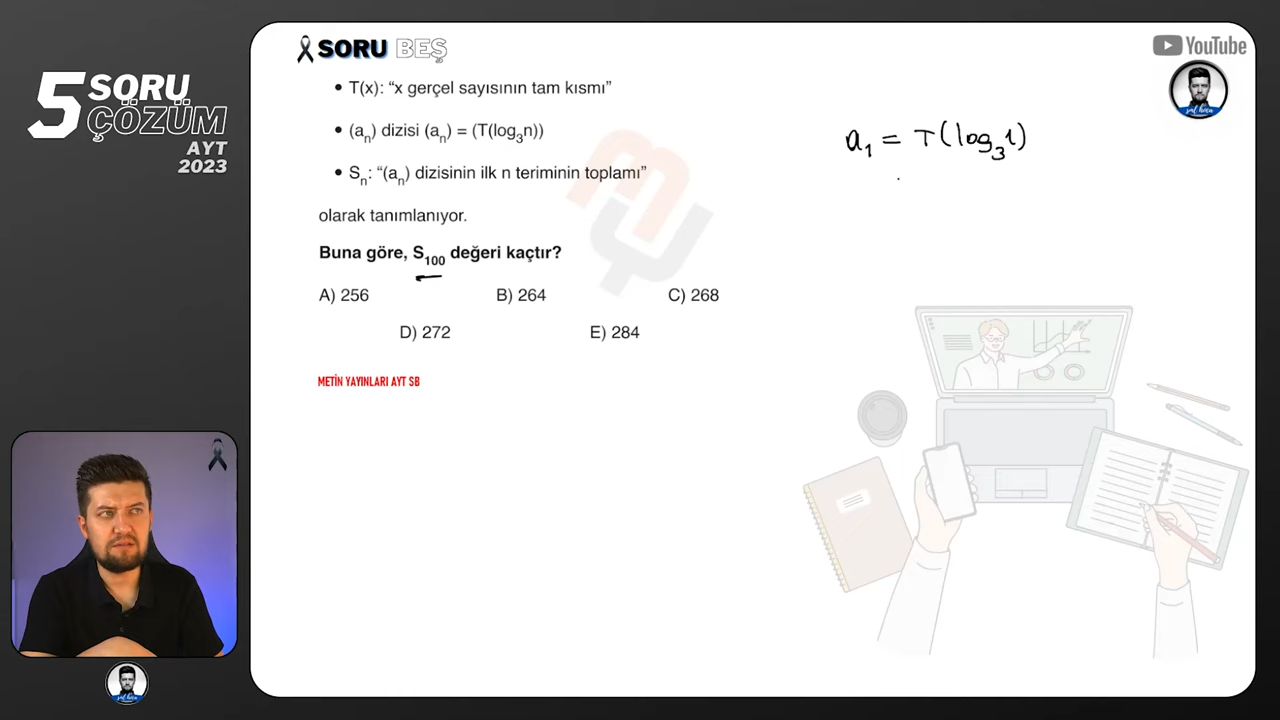 5 SORU
ÇÖZÜM
AYT
2023
SORU BEŞ
YouTube
• T(x): “x gerçel sayısının tam kısmı”
• (aₙ) dizisi (aₙ) = (T(log₃n))
• Sₙ: “(aₙ) dizisinin ilk n teriminin toplamı”
olarak tanımlanıyor.
Buna göre, S₁₀₀ değeri kaçtır?
A) 256 B) 264 C) 268
D) 272 E) 284
METİN YAYINLARI AYT SB
a₁ = T(log₃1)